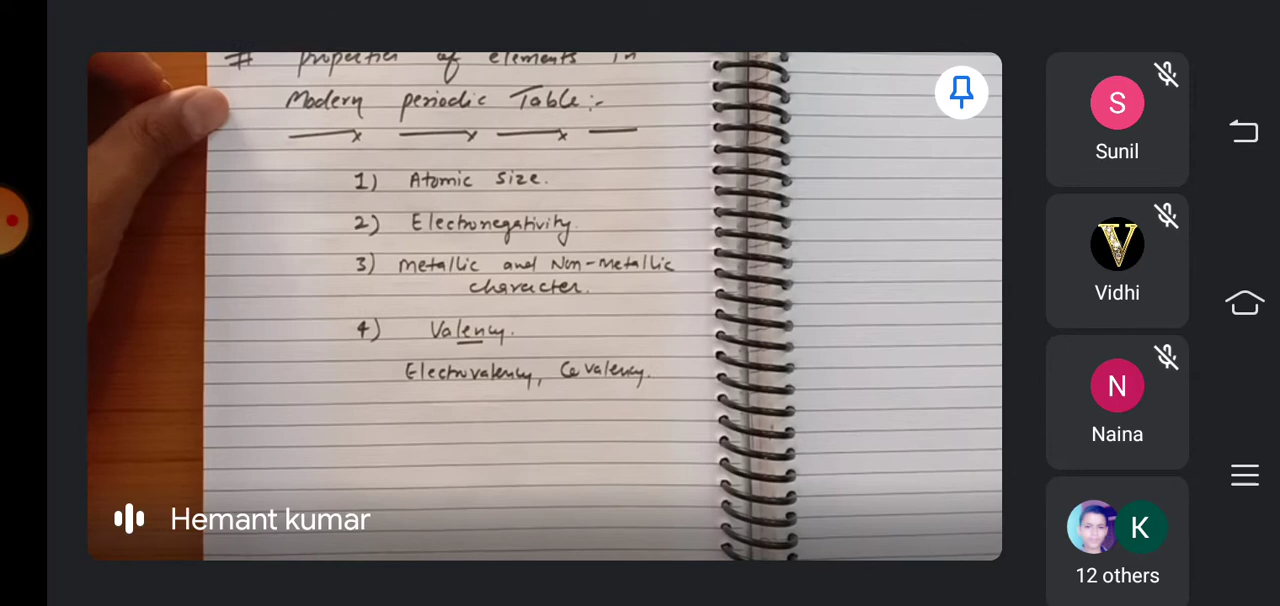 # properties of elements in
Modern periodic Table:-
1) Atomic size.
2) Electronegativity.
3) Metallic and Non-metallic
character.
4) Valency.
Electrovalency, Covalency.
Hemant kumar
S
Sunil
V
Vidhi
N
Naina
K
12 others